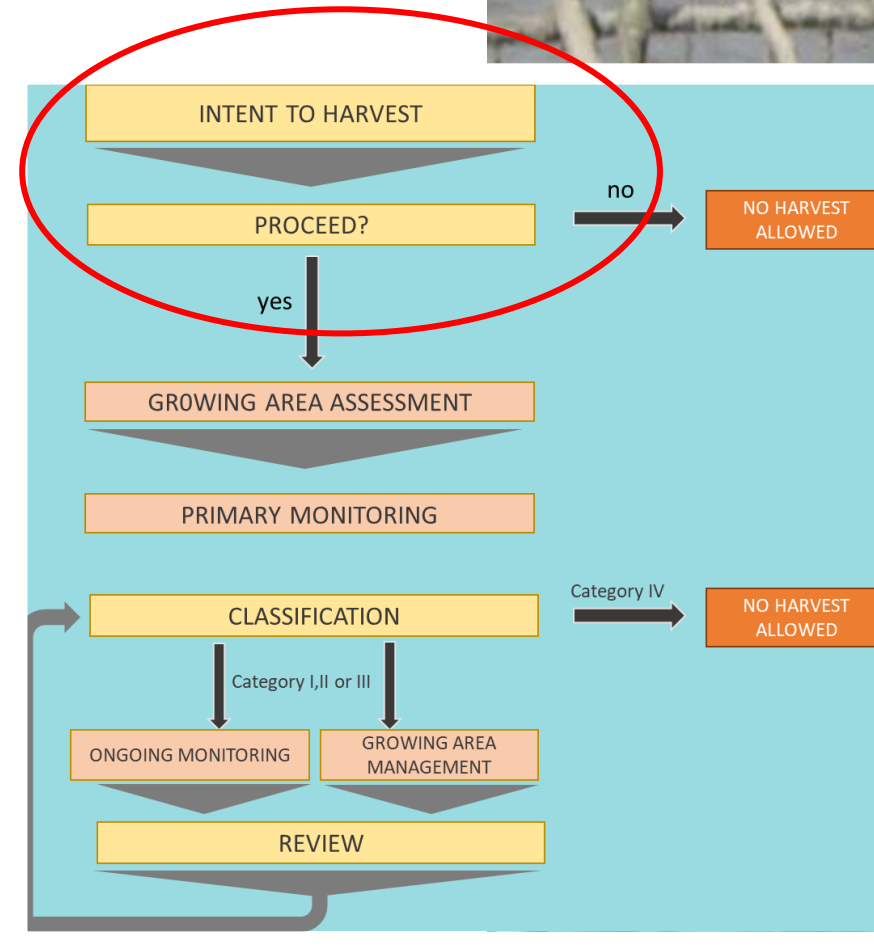 INTENT TO HARVEST
PROCEED?
no
NO HARVEST
ALLOWED
yes
GR0WING AREA ASSESSMENT
PRIMARY MONITORING
CLASSIFICATION
Category IV
NO HARVEST
ALLOWED
Category I,II or III
ONGOING MONITORING
GROWING AREA
MANAGEMENT
REVIEW